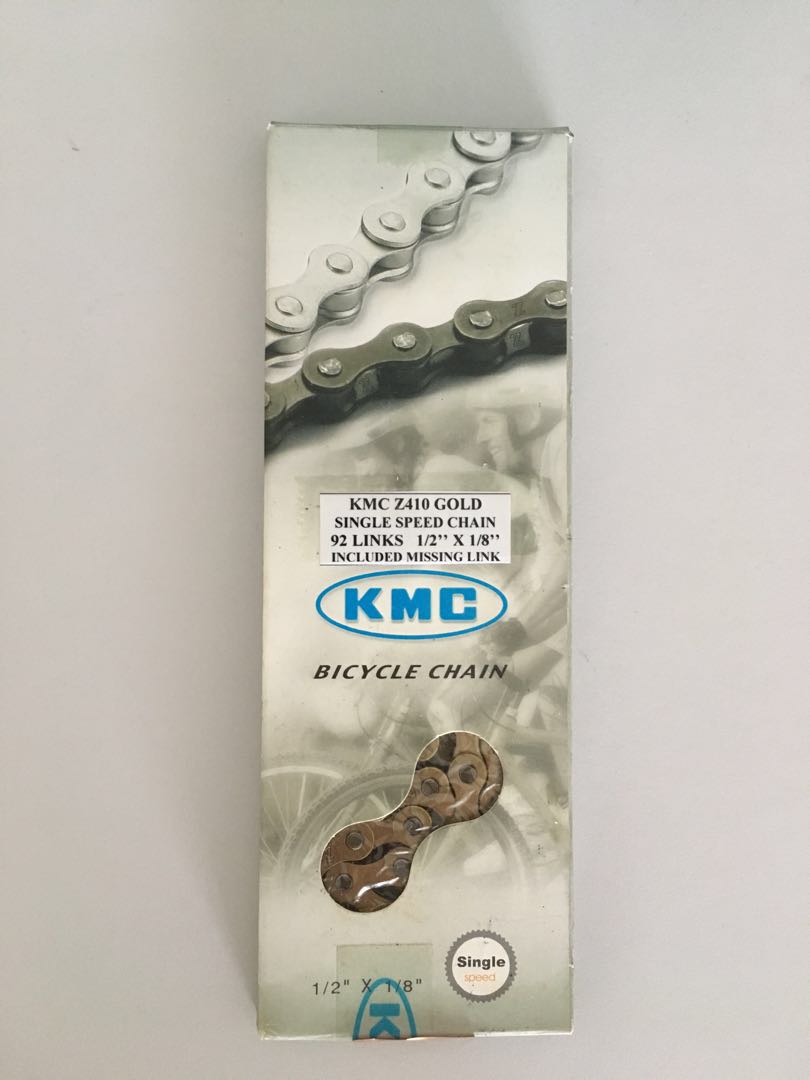 KMC Z410 GOLD
SINGLE SPEED CHAIN
92 LINKS 1/2’’ X 1/8’’
INCLUDED MISSING LINK
KMC
BICYCLE CHAIN
Single
speed
1/2" X 1/8"
K